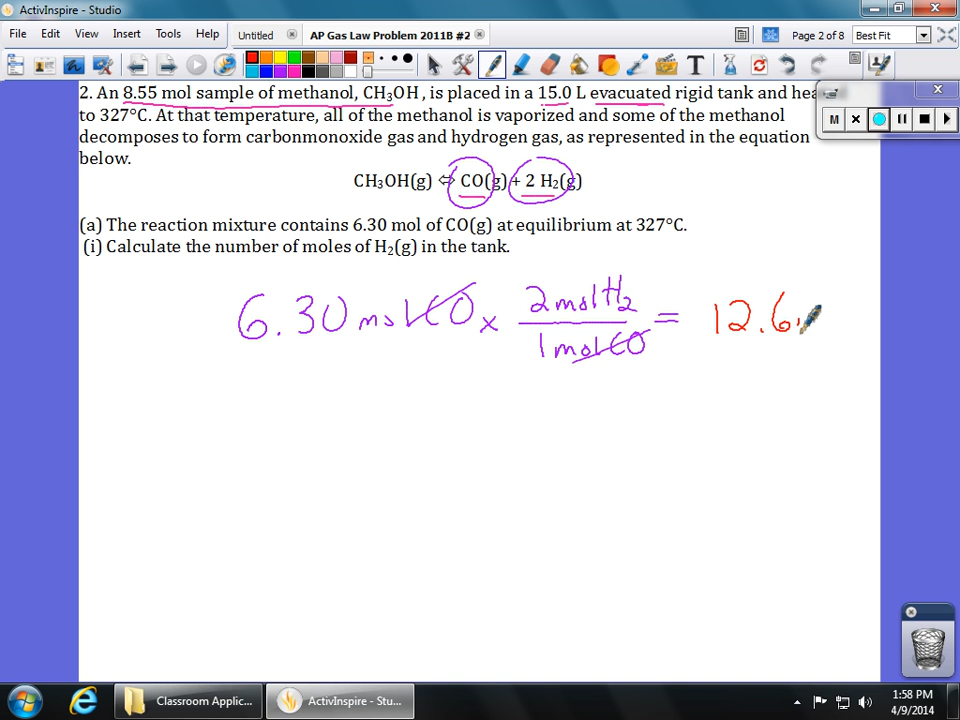 ActivInspire - Studio
File Edit View Insert Tools Help Untitled AP Gas Law Problem 2011B #2 Page 2 of 8 Best Fit
2. An 8.55 mol sample of methanol, CH₃OH, is placed in a 15.0 L evacuated rigid tank and hea
M
to 327°C. At that temperature, all of the methanol is vaporized and some of the methanol
decomposes to form carbonmonoxide gas and hydrogen gas, as represented in the equation
below.
CH₃OH(g) ⇔ CO(g) + 2 H₂(g)
(a) The reaction mixture contains 6.30 mol of CO(g) at equilibrium at 327°C.
(i) Calculate the number of moles of H₂(g) in the tank.
6.30 mol CO x 2 mol H₂ / 1 mol CO = 12.6
Classroom Applic... ActivInspire - Stu...
1:58 PM
4/9/2014